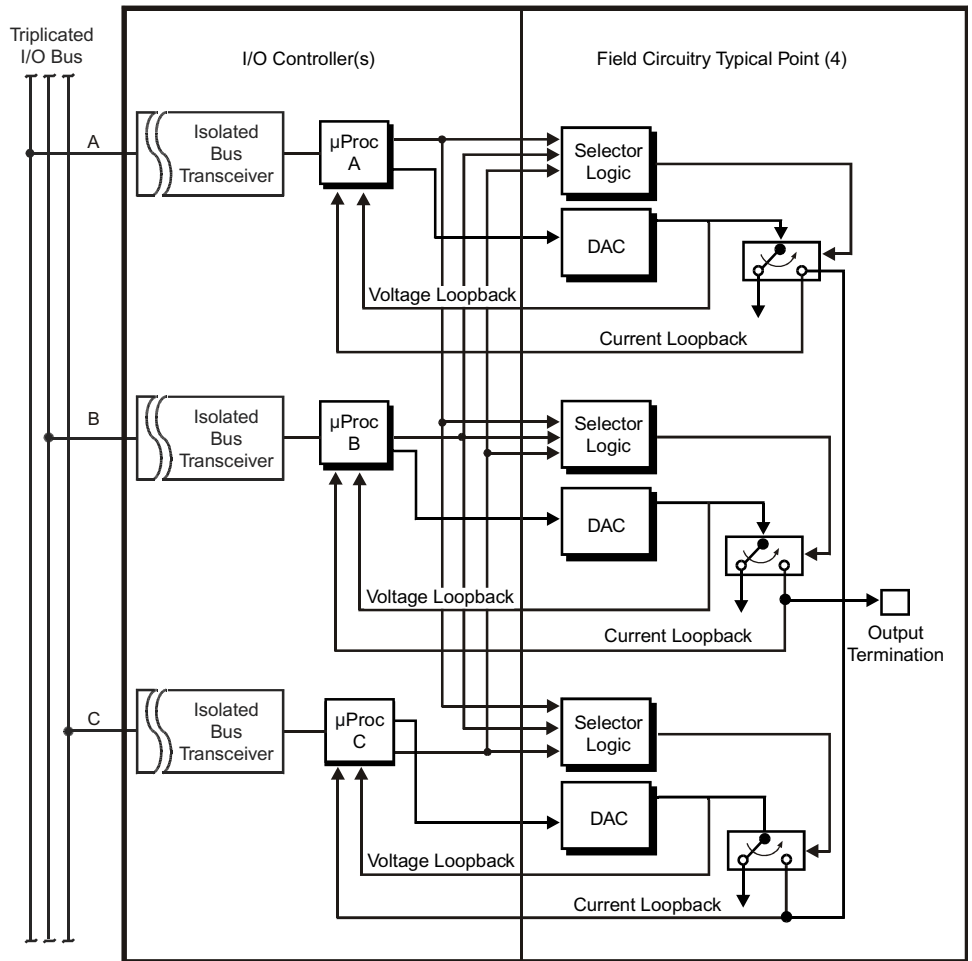 Triplicated
I/O Bus
I/O Controller(s)
Field Circuitry Typical Point (4)
A
Isolated
Bus
Transceiver
µProc
A
Selector
Logic
DAC
Voltage Loopback
Current Loopback
B
Isolated
Bus
Transceiver
µProc
B
Selector
Logic
DAC
Voltage Loopback
Current Loopback
Output
Termination
C
Isolated
Bus
Transceiver
µProc
C
Selector
Logic
DAC
Voltage Loopback
Current Loopback